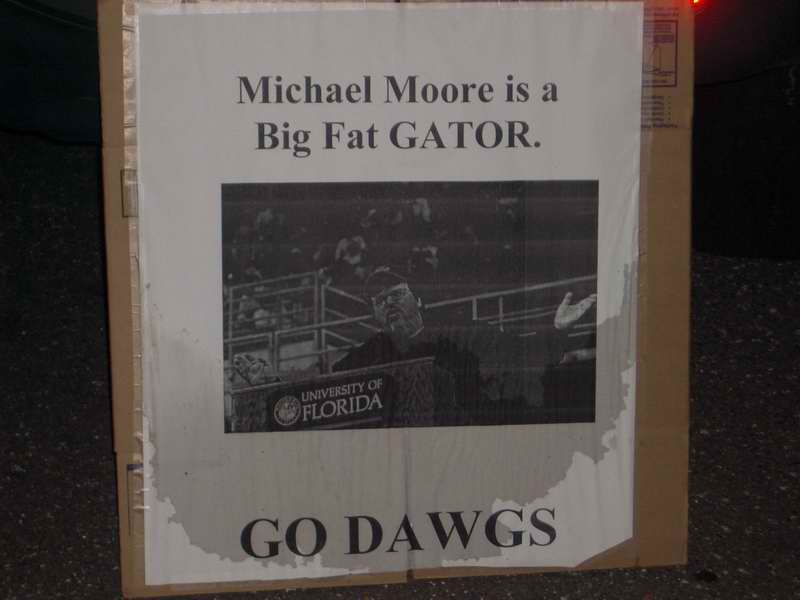 Michael Moore is a
Big Fat GATOR.
UNIVERSITY OF
FLORIDA
GO DAWGS